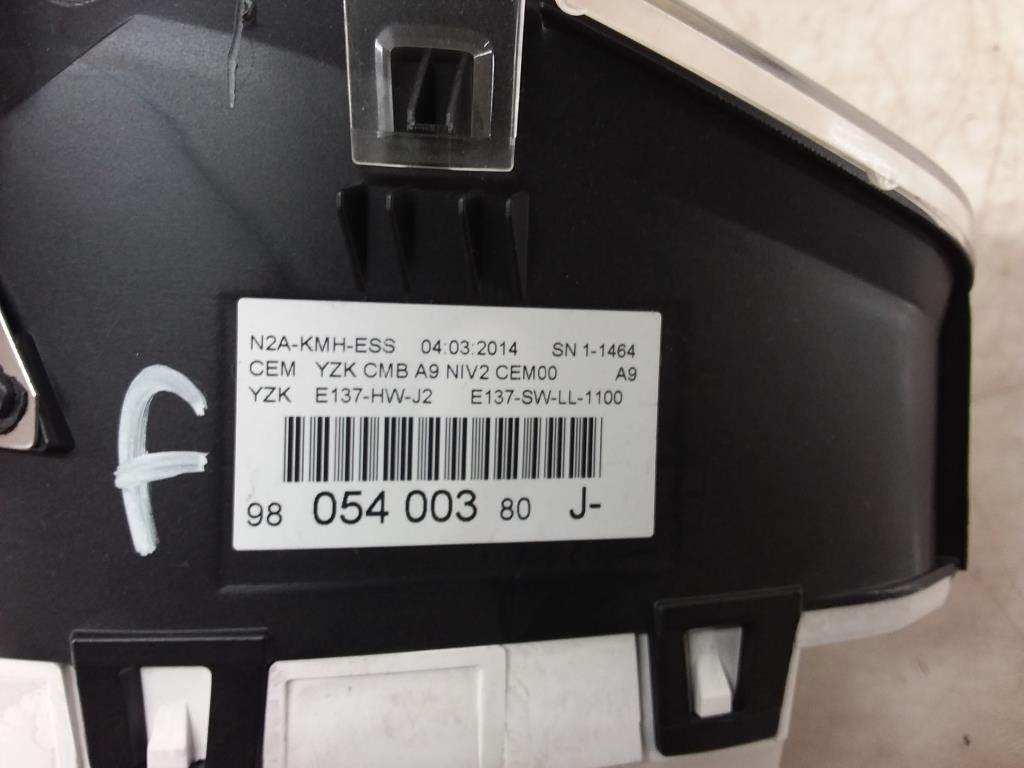 N2A-KMH-ESS 04:03:2014 SN 1-1464
CEM YZK CMB A9 NIV2 CEM00 A9
YZK E137-HW-J2 E137-SW-LL-1100
98 054 003 80 J-
F